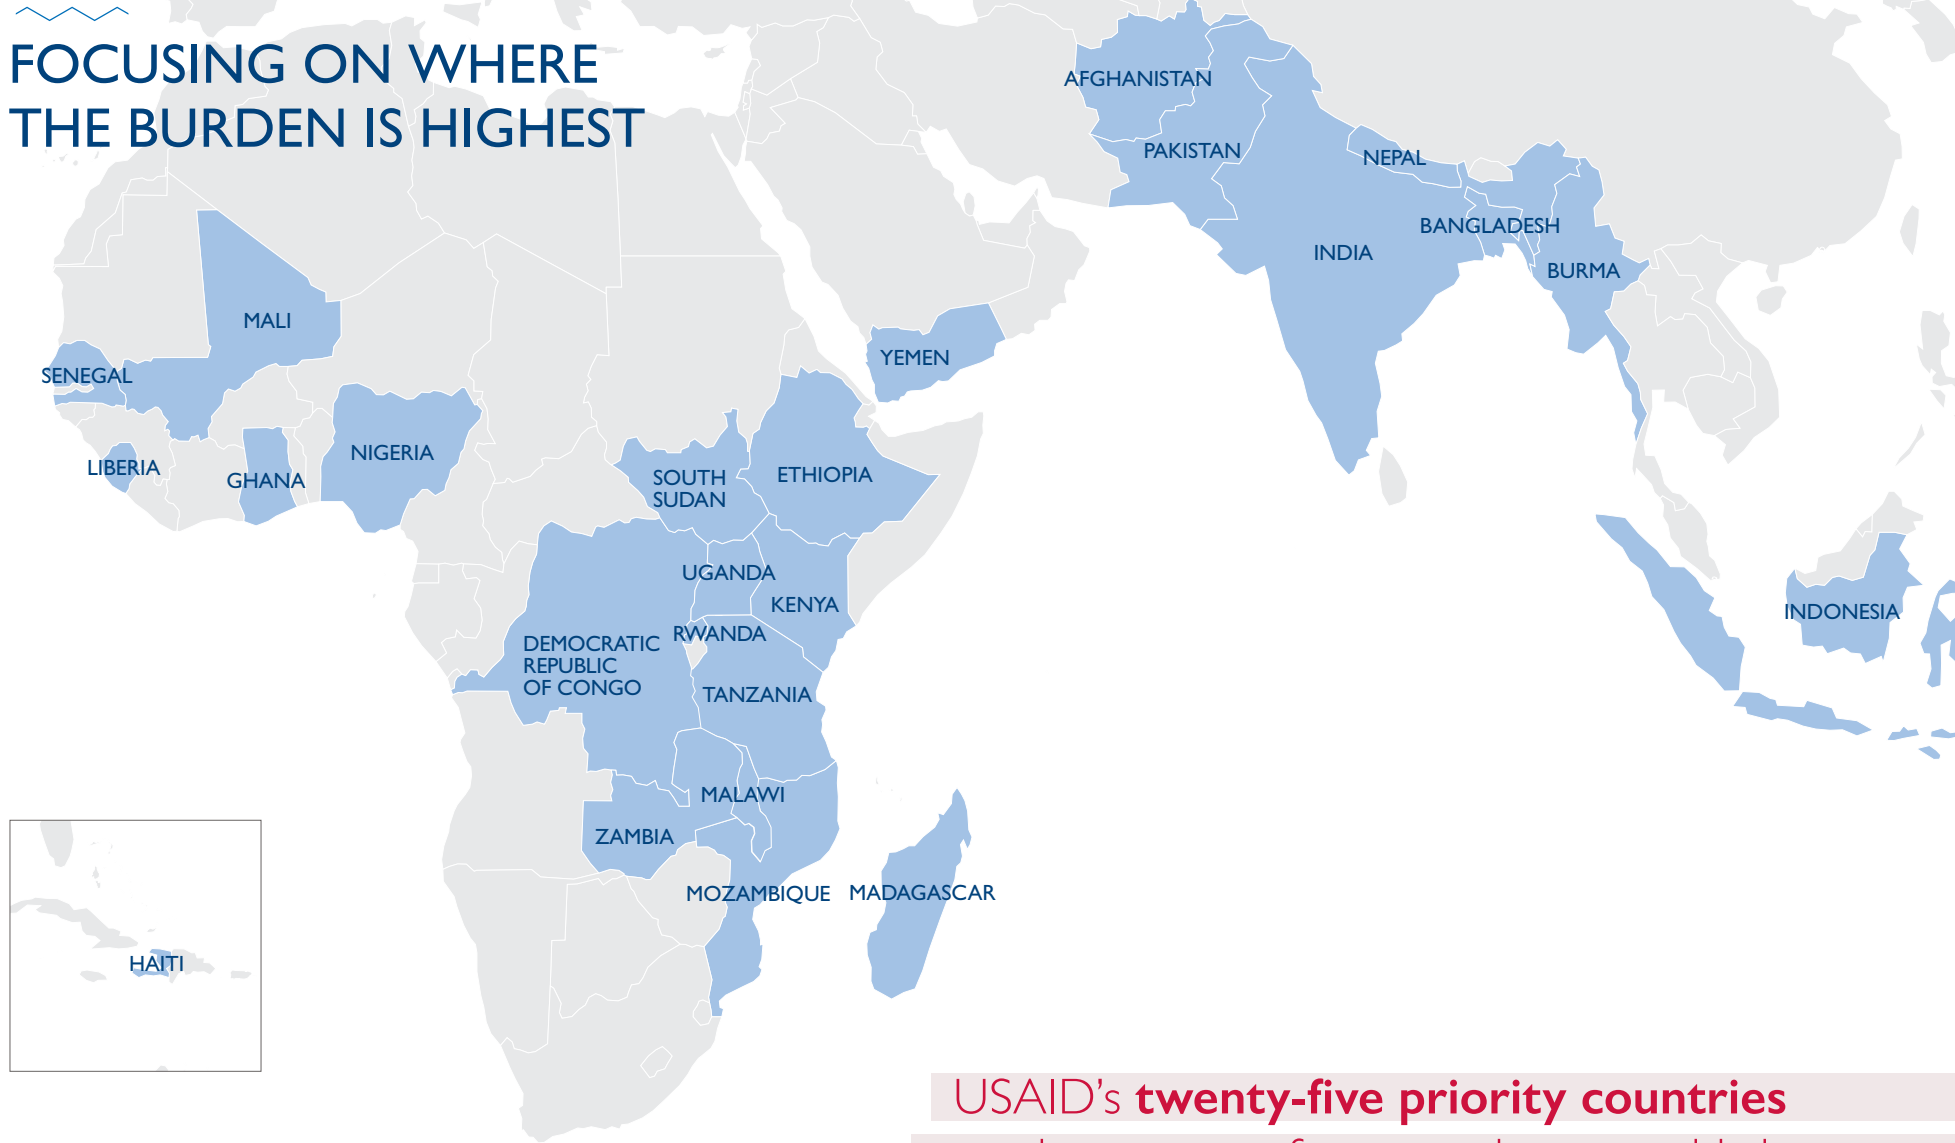 FOCUSING ON WHERE
THE BURDEN IS HIGHEST
AFGHANISTAN
PAKISTAN
NEPAL
BANGLADESH
INDIA
BURMA
MALI
YEMEN
SENEGAL
NIGERIA
LIBERIA
GHANA
SOUTH
SUDAN
ETHIOPIA
UGANDA
KENYA
RWANDA
DEMOCRATIC
REPUBLIC
OF CONGO
TANZANIA
INDONESIA
MALAWI
ZAMBIA
MOZAMBIQUE
MADAGASCAR
HAITI
USAID's twenty-five priority countries